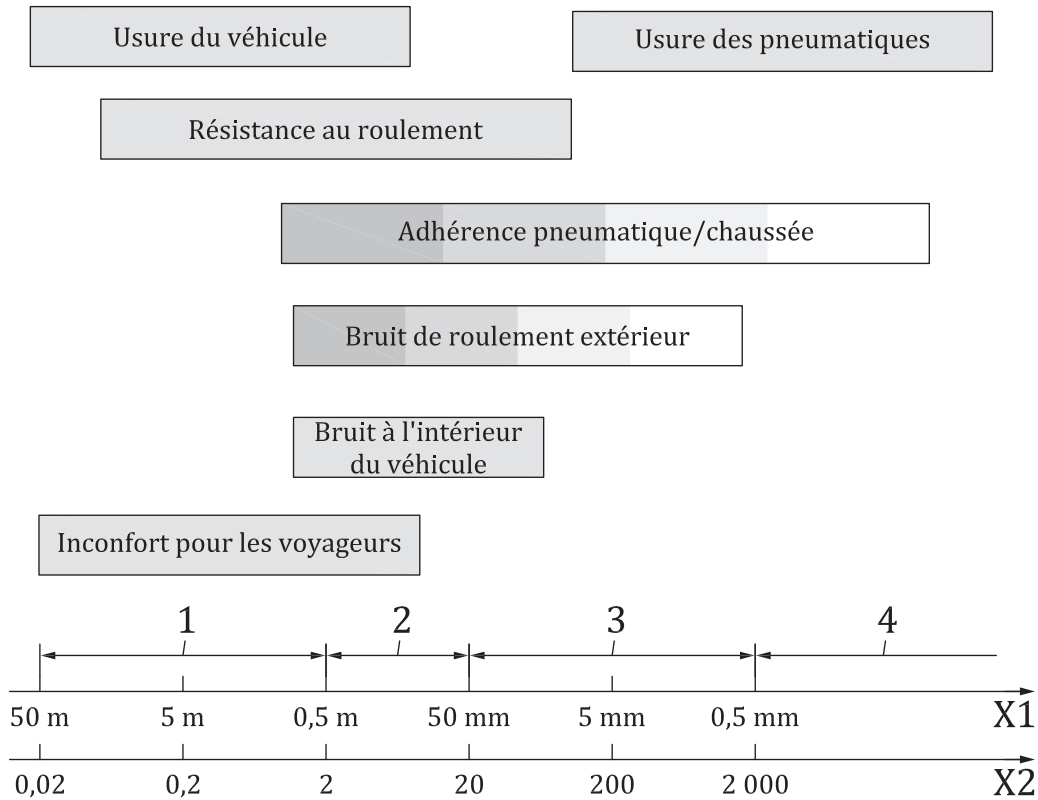 Usure du véhicule
Usure des pneumatiques
Résistance au roulement
Adhérence pneumatique/chaussée
Bruit de roulement extérieur
Bruit à l'intérieur
du véhicule
Inconfort pour les voyageurs
1 2 3 4
50 m 5 m 0,5 m 50 mm 5 mm 0,5 mm X1
0,02 0,2 2 20 200 2 000 X2